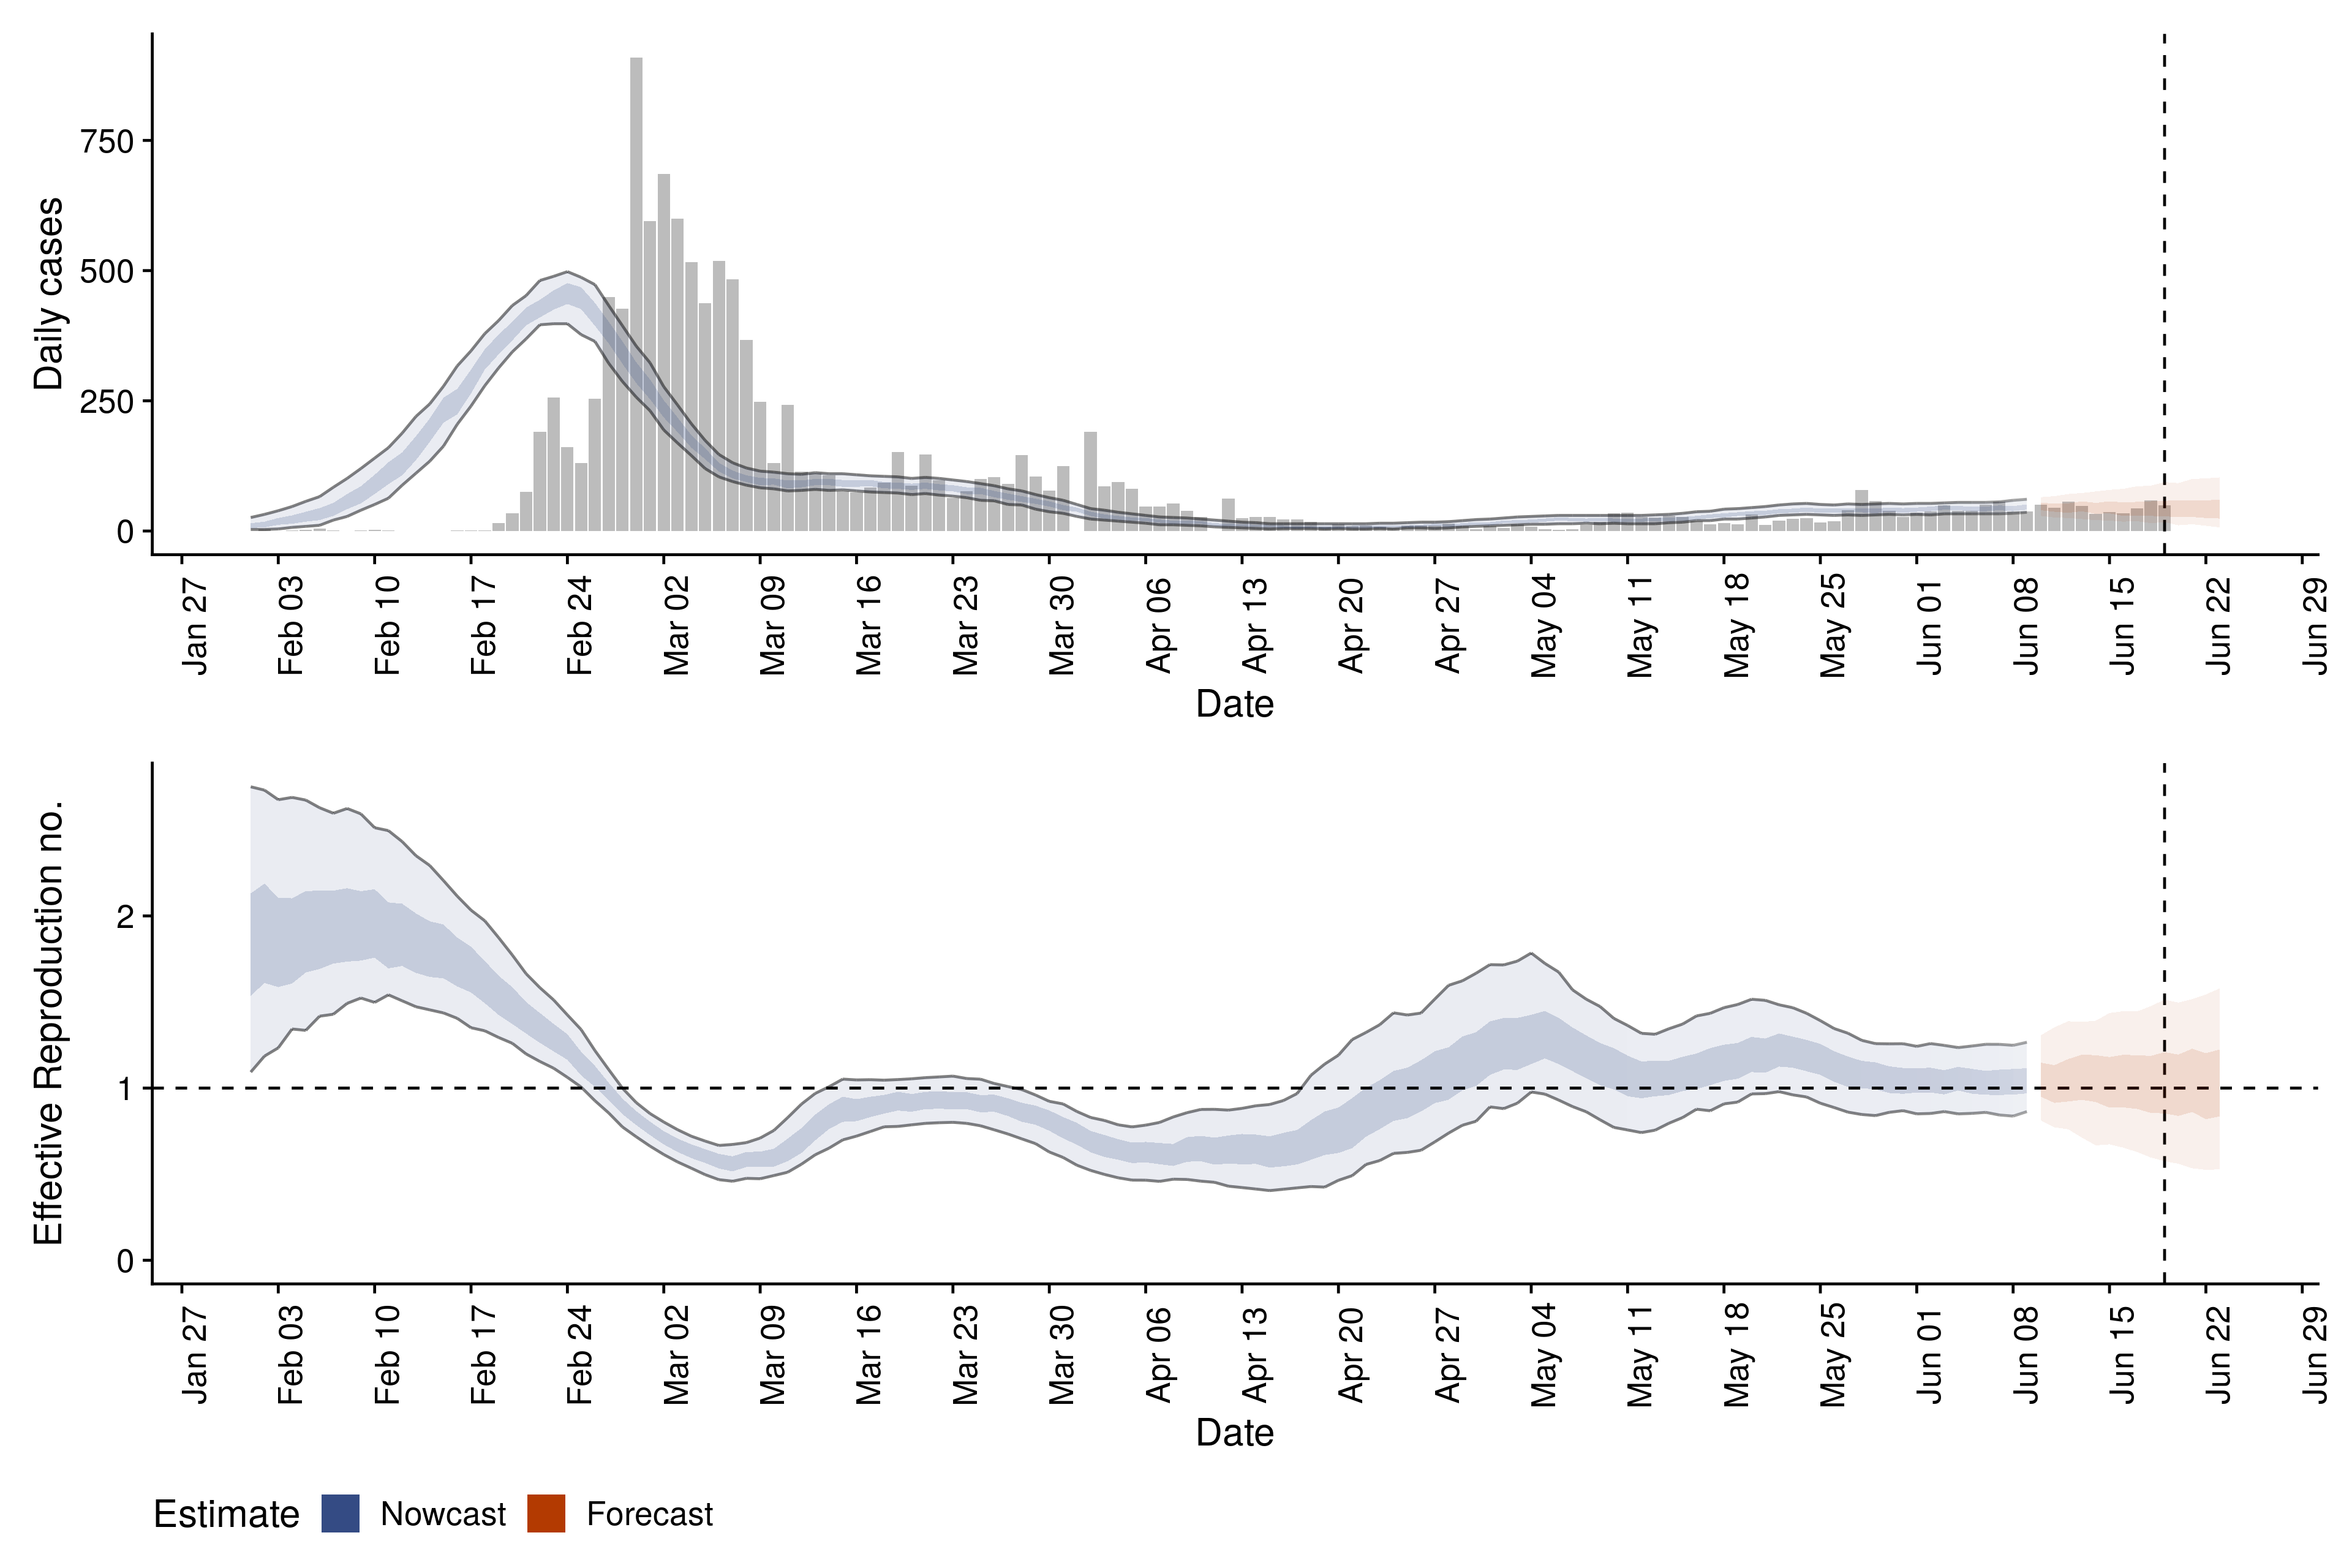 Daily cases
750
500
250
0
Jan 27
Feb 03
Feb 10
Feb 17
Feb 24
Mar 02
Mar 09
Mar 16
Mar 23
Mar 30
Apr 06
Apr 13
Apr 20
Apr 27
May 04
May 11
May 18
May 25
Jun 01
Jun 08
Jun 15
Jun 22
Jun 29
Date
Effective Reproduction no.
2
1
0
Jan 27
Feb 03
Feb 10
Feb 17
Feb 24
Mar 02
Mar 09
Mar 16
Mar 23
Mar 30
Apr 06
Apr 13
Apr 20
Apr 27
May 04
May 11
May 18
May 25
Jun 01
Jun 08
Jun 15
Jun 22
Jun 29
Date
Estimate Nowcast Forecast